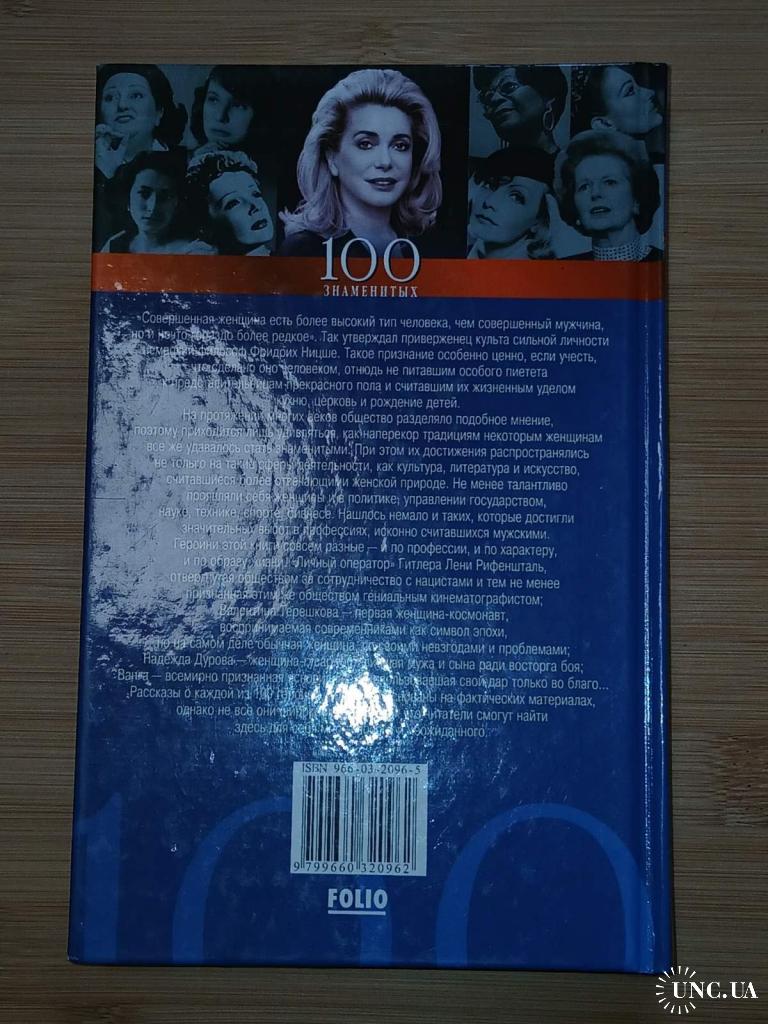 100
ЗНАМЕНИТЫХ
«Совершенная женщина есть более высокий тип человека, чем совершенный мужчина,
но и нечто гораздо более редкое». Так утверждал приверженец культа сильной личности
немецкий философ Фридрих Ницше. Такое признание особенно ценно, если учесть,
что сделано оно человеком, отнюдь не питавшим особого пиетета
к представительницам прекрасного пола и считавшим их жизненным уделом
кухню, церковь и рождение детей.
На протяжении многих веков общество разделяло подобное мнение,
поэтому приходится лишь удивляться, как наперекор традициям некоторым женщинам
все же удавалось стать знаменитыми. При этом их достижения распространялись
не только на такие сферы деятельности, как культура, литература и искусство,
считавшиеся более отвечающими женской природе. Не менее талантливо
проявляли себя женщины и в политике, управлении государством,
науке, технике, спорте, бизнесе. Нашлось немало и таких, которые достигли
значительных высот в профессиях, исконно считавшихся мужскими.
Героини этой книги совсем разные — и по профессии, и по характеру,
и по образу жизни: «Личный оператор» Гитлера Лени Рифеншталь,
отвергнутая обществом за сотрудничество с нацистами и тем не менее
признанная этим же обществом гениальным кинематографистом;
Валентина Терешкова — первая женщина-космонавт,
воспринимаемая современниками как символ эпохи,
но на самом деле обычная женщина со своими невзгодами и проблемами;
Надежда Дурова — "женщина-гусар", мужа и сына ради восторга боя;
Ванга — всемирно признанная свой дар только во благо...
Рассказы о каждой из 100 на фактических материалах,
однако не все они читатели смогут найти
здесь для неожиданного.
ISBN 966-03-2096-5
9 799660 320962
FOLIO
UNC.UA